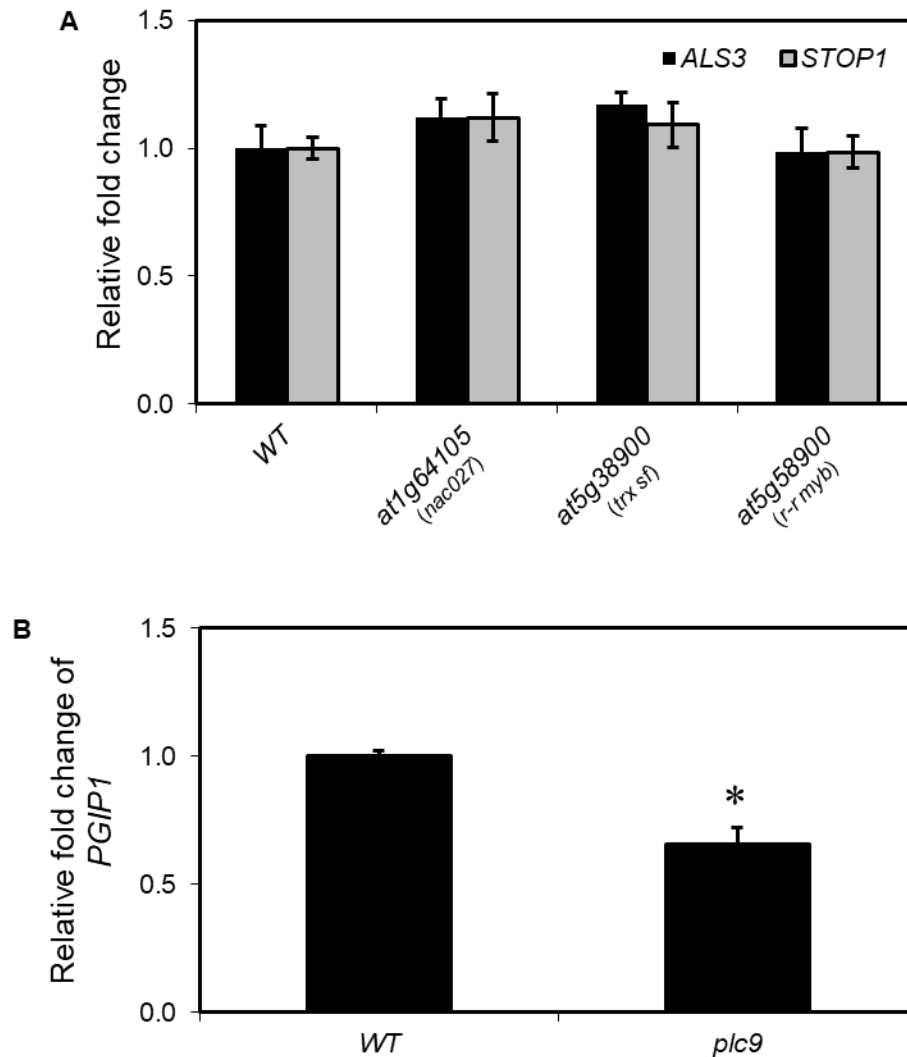 A
Relative fold change
1.5
1.0
0.5
0.0
ALS3
STOP1
WT
at1g64105
(nac027)
at5g38900
(trx sf)
at5g58900
(r-r myb)
B
Relative fold change of
PGIP1
1.5
1.0
0.5
0.0
*
WT
plc9